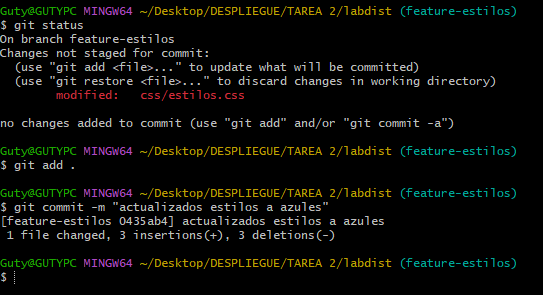 Guty@GUTYPC MINGW64 ~/Desktop/DESPLIEGUE/TAREA 2/labdist (feature-estilos)
$ git status
On branch feature-estilos
Changes not staged for commit:
  (use "git add <file>..." to update what will be committed)
  (use "git restore <file>..." to discard changes in working directory)
        modified:   css/estilos.css

no changes added to commit (use "git add" and/or "git commit -a")

Guty@GUTYPC MINGW64 ~/Desktop/DESPLIEGUE/TAREA 2/labdist (feature-estilos)
$ git add .

Guty@GUTYPC MINGW64 ~/Desktop/DESPLIEGUE/TAREA 2/labdist (feature-estilos)
$ git commit -m "actualizados estilos a azules"
[feature-estilos 0435ab4] actualizados estilos a azules
 1 file changed, 3 insertions(+), 3 deletions(-)

Guty@GUTYPC MINGW64 ~/Desktop/DESPLIEGUE/TAREA 2/labdist (feature-estilos)
$